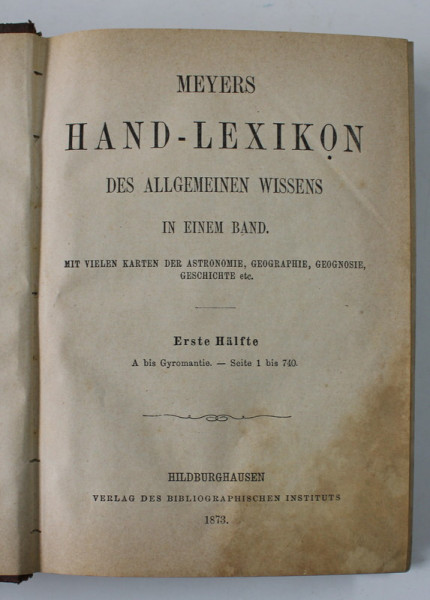 MEYERS
HAND-LEXIKON
DES ALLGEMEINEN WISSENS
IN EINEM BAND.
MIT VIELEN KARTEN DER ASTRONOMIE, GEOGRAPHIE, GEOGNOSIE,
GESCHICHTE etc.
Erste Hälfte
A bis Gyromantie. — Seite 1 bis 740.
HILDBURGHAUSEN
VERLAG DES BIBLIOGRAPHISCHEN INSTITUTS
1873.